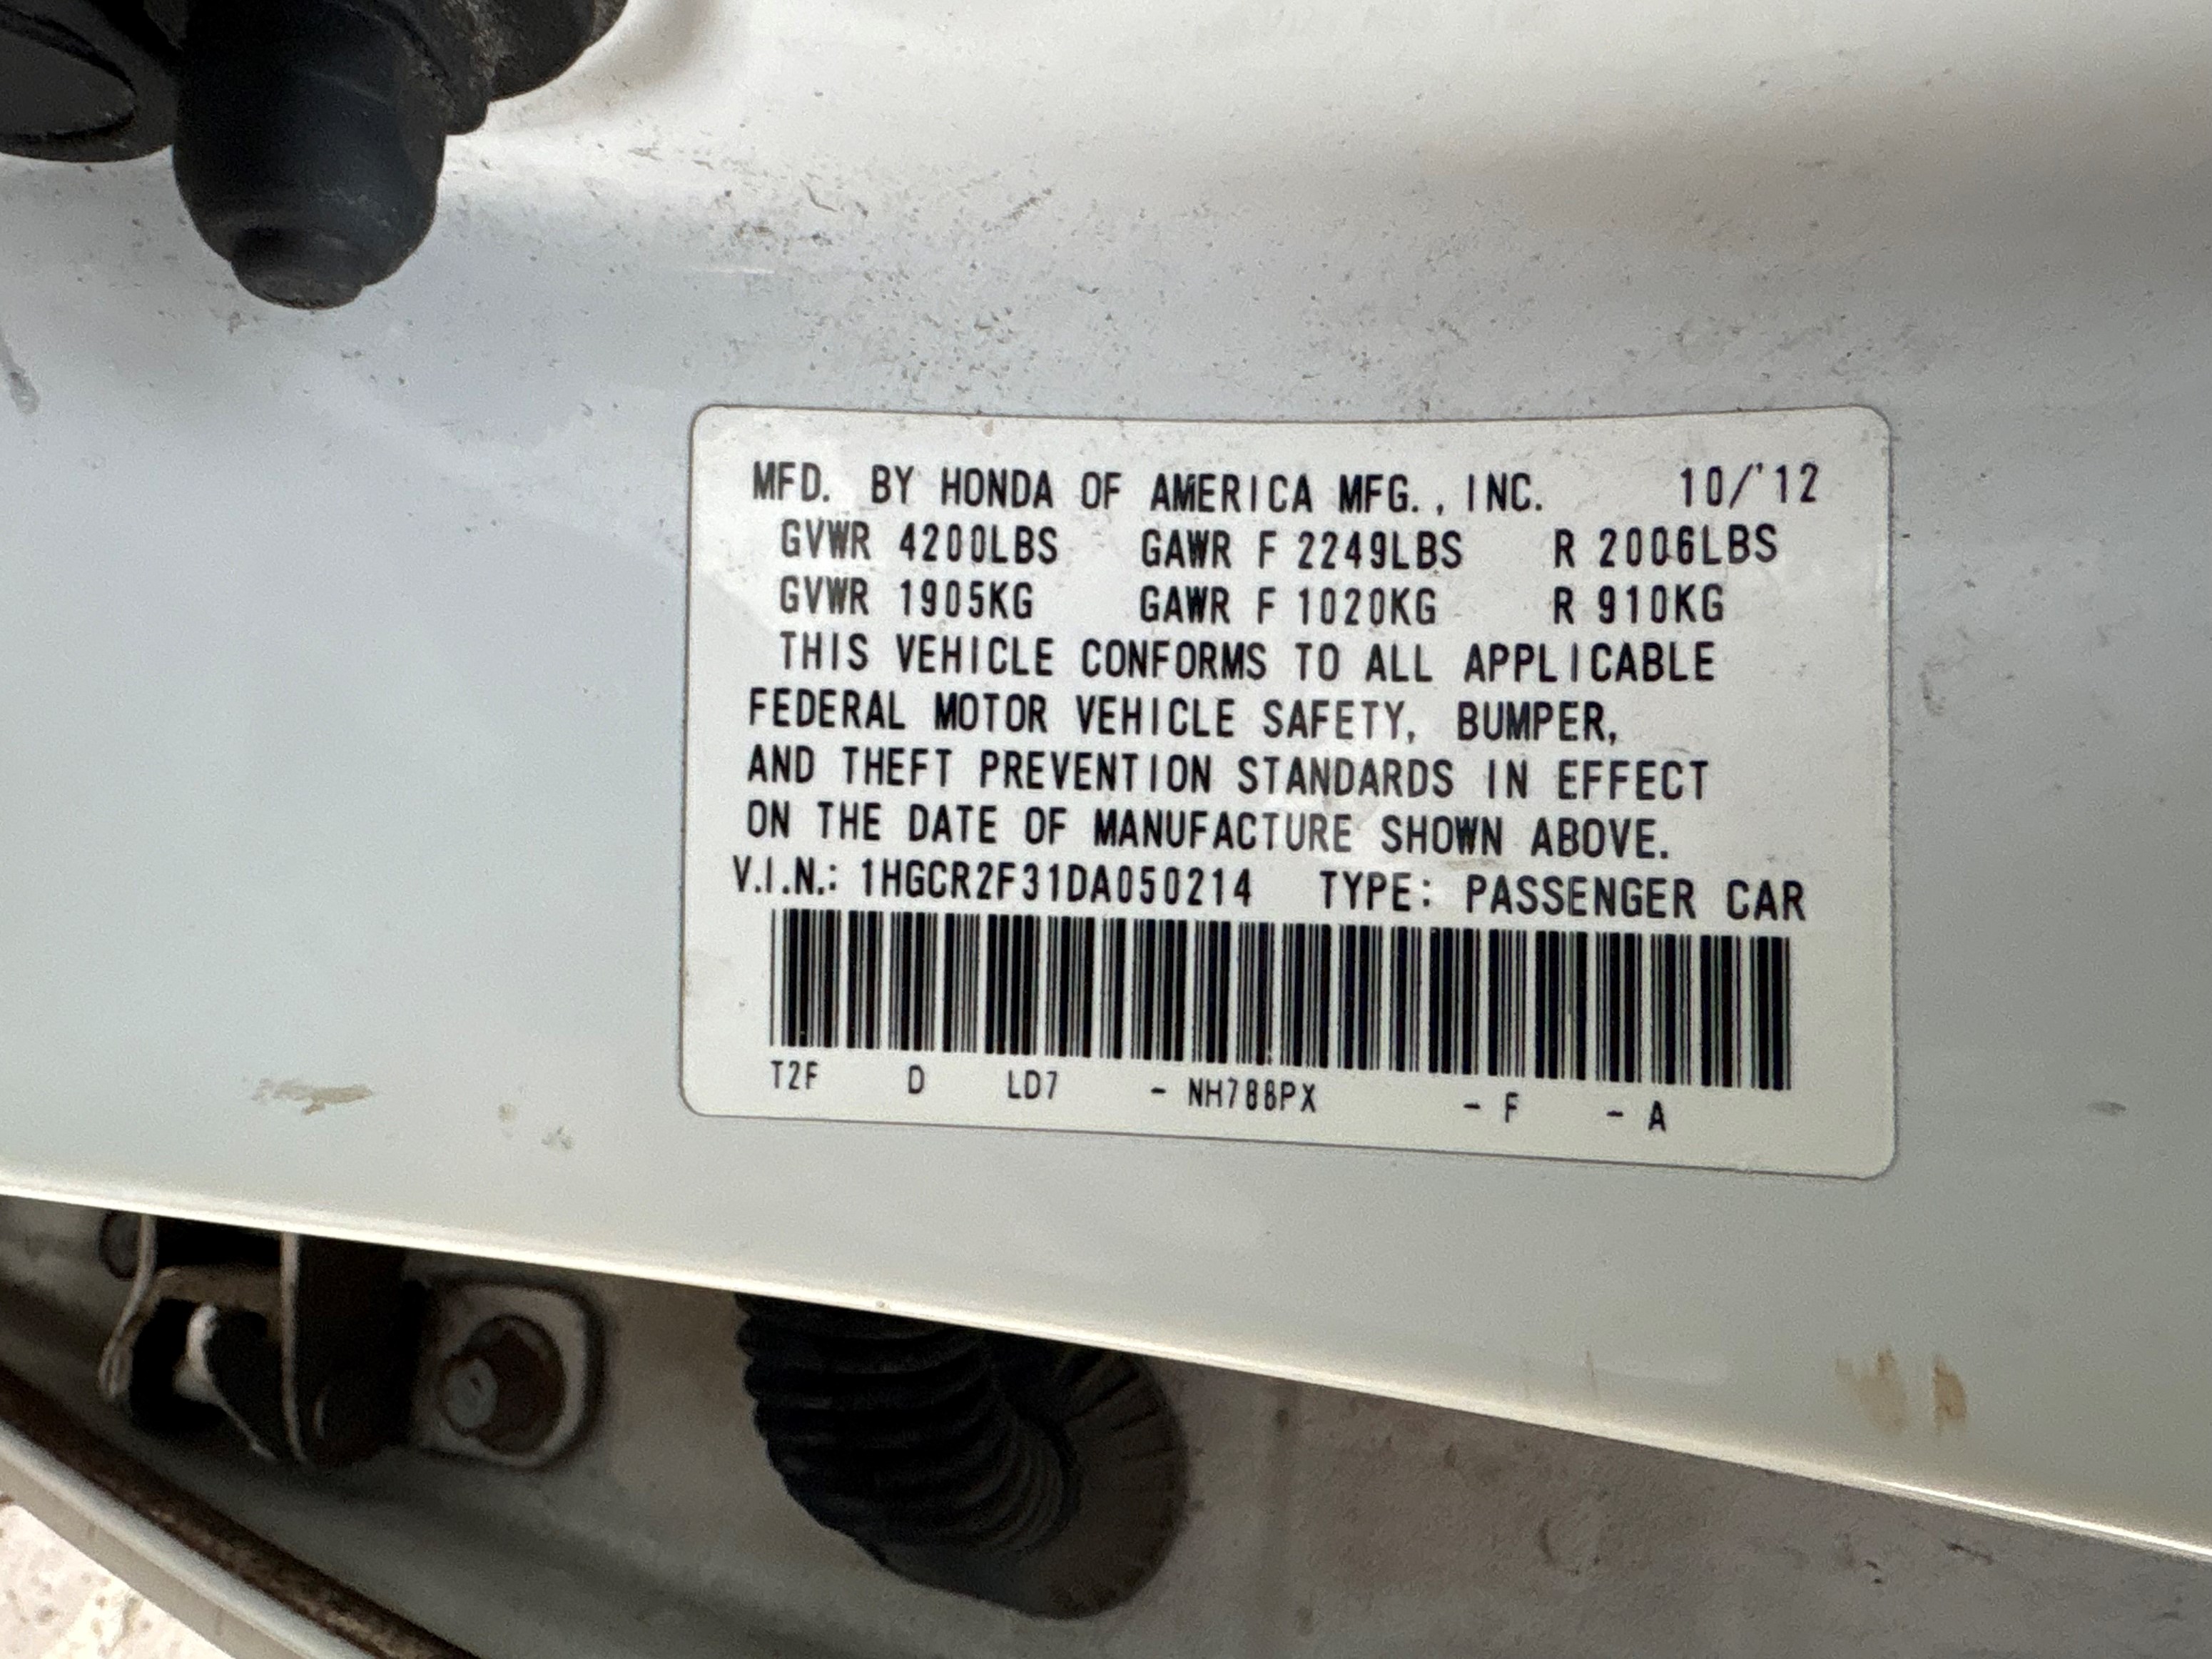 MFD. BY HONDA OF AMERICA MFG., INC. 10/'12
GVWR 4200LBS GAWR F 2249LBS R 2006LBS
GVWR 1905KG GAWR F 1020KG R 910KG
THIS VEHICLE CONFORMS TO ALL APPLICABLE
FEDERAL MOTOR VEHICLE SAFETY, BUMPER,
AND THEFT PREVENTION STANDARDS IN EFFECT
ON THE DATE OF MANUFACTURE SHOWN ABOVE.
V.I.N.: 1HGCR2F31DA050214 TYPE: PASSENGER CAR
T2F D LD7 - NH788PX - F - A